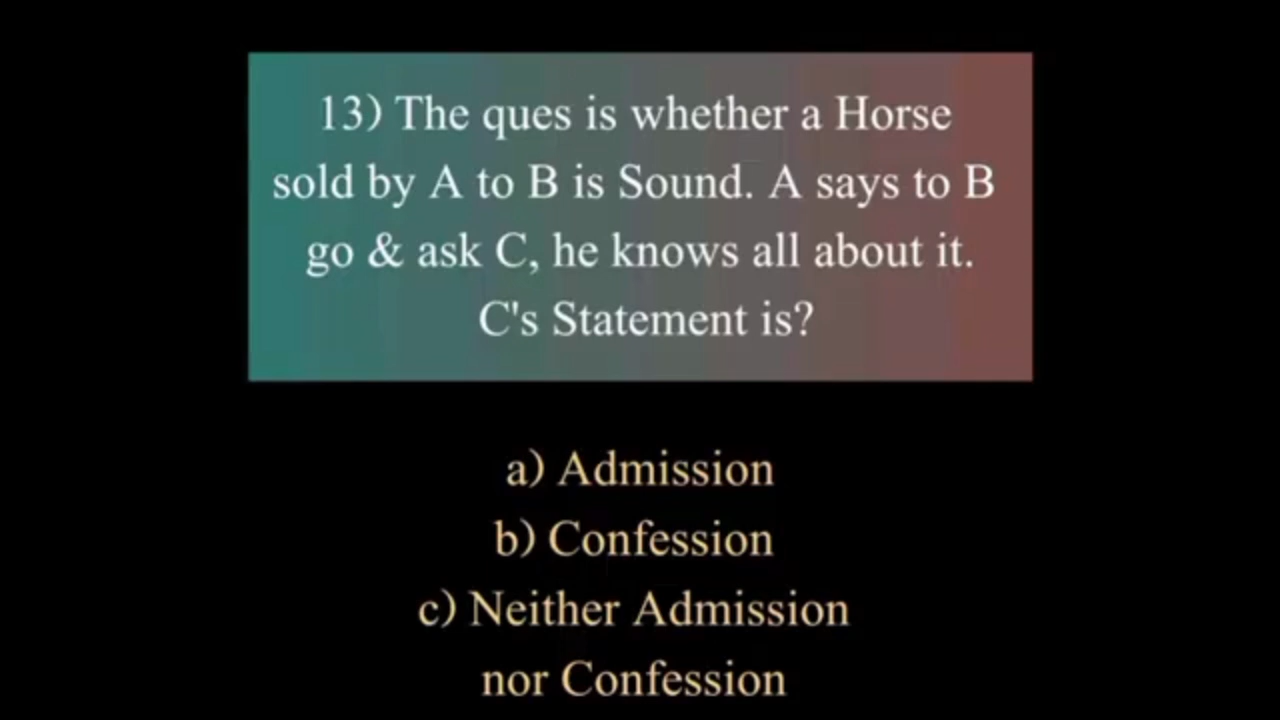 13) The ques is whether a Horse
sold by A to B is Sound. A says to B
go & ask C, he knows all about it.
C's Statement is?
a) Admission
b) Confession
c) Neither Admission
nor Confession